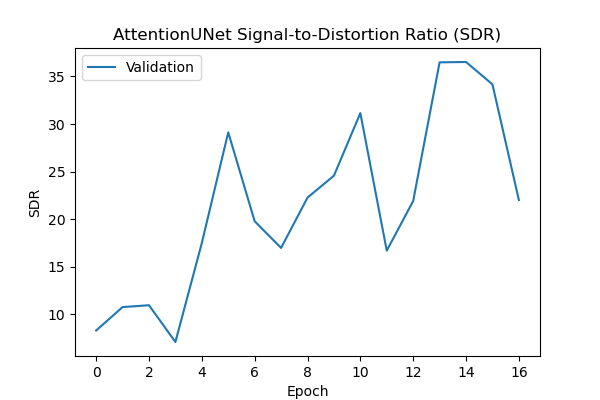 AttentionUNet Signal-to-Distortion Ratio (SDR)
Validation
SDR
35
30
25
20
15
10
0 2 4 6 8 10 12 14 16
Epoch